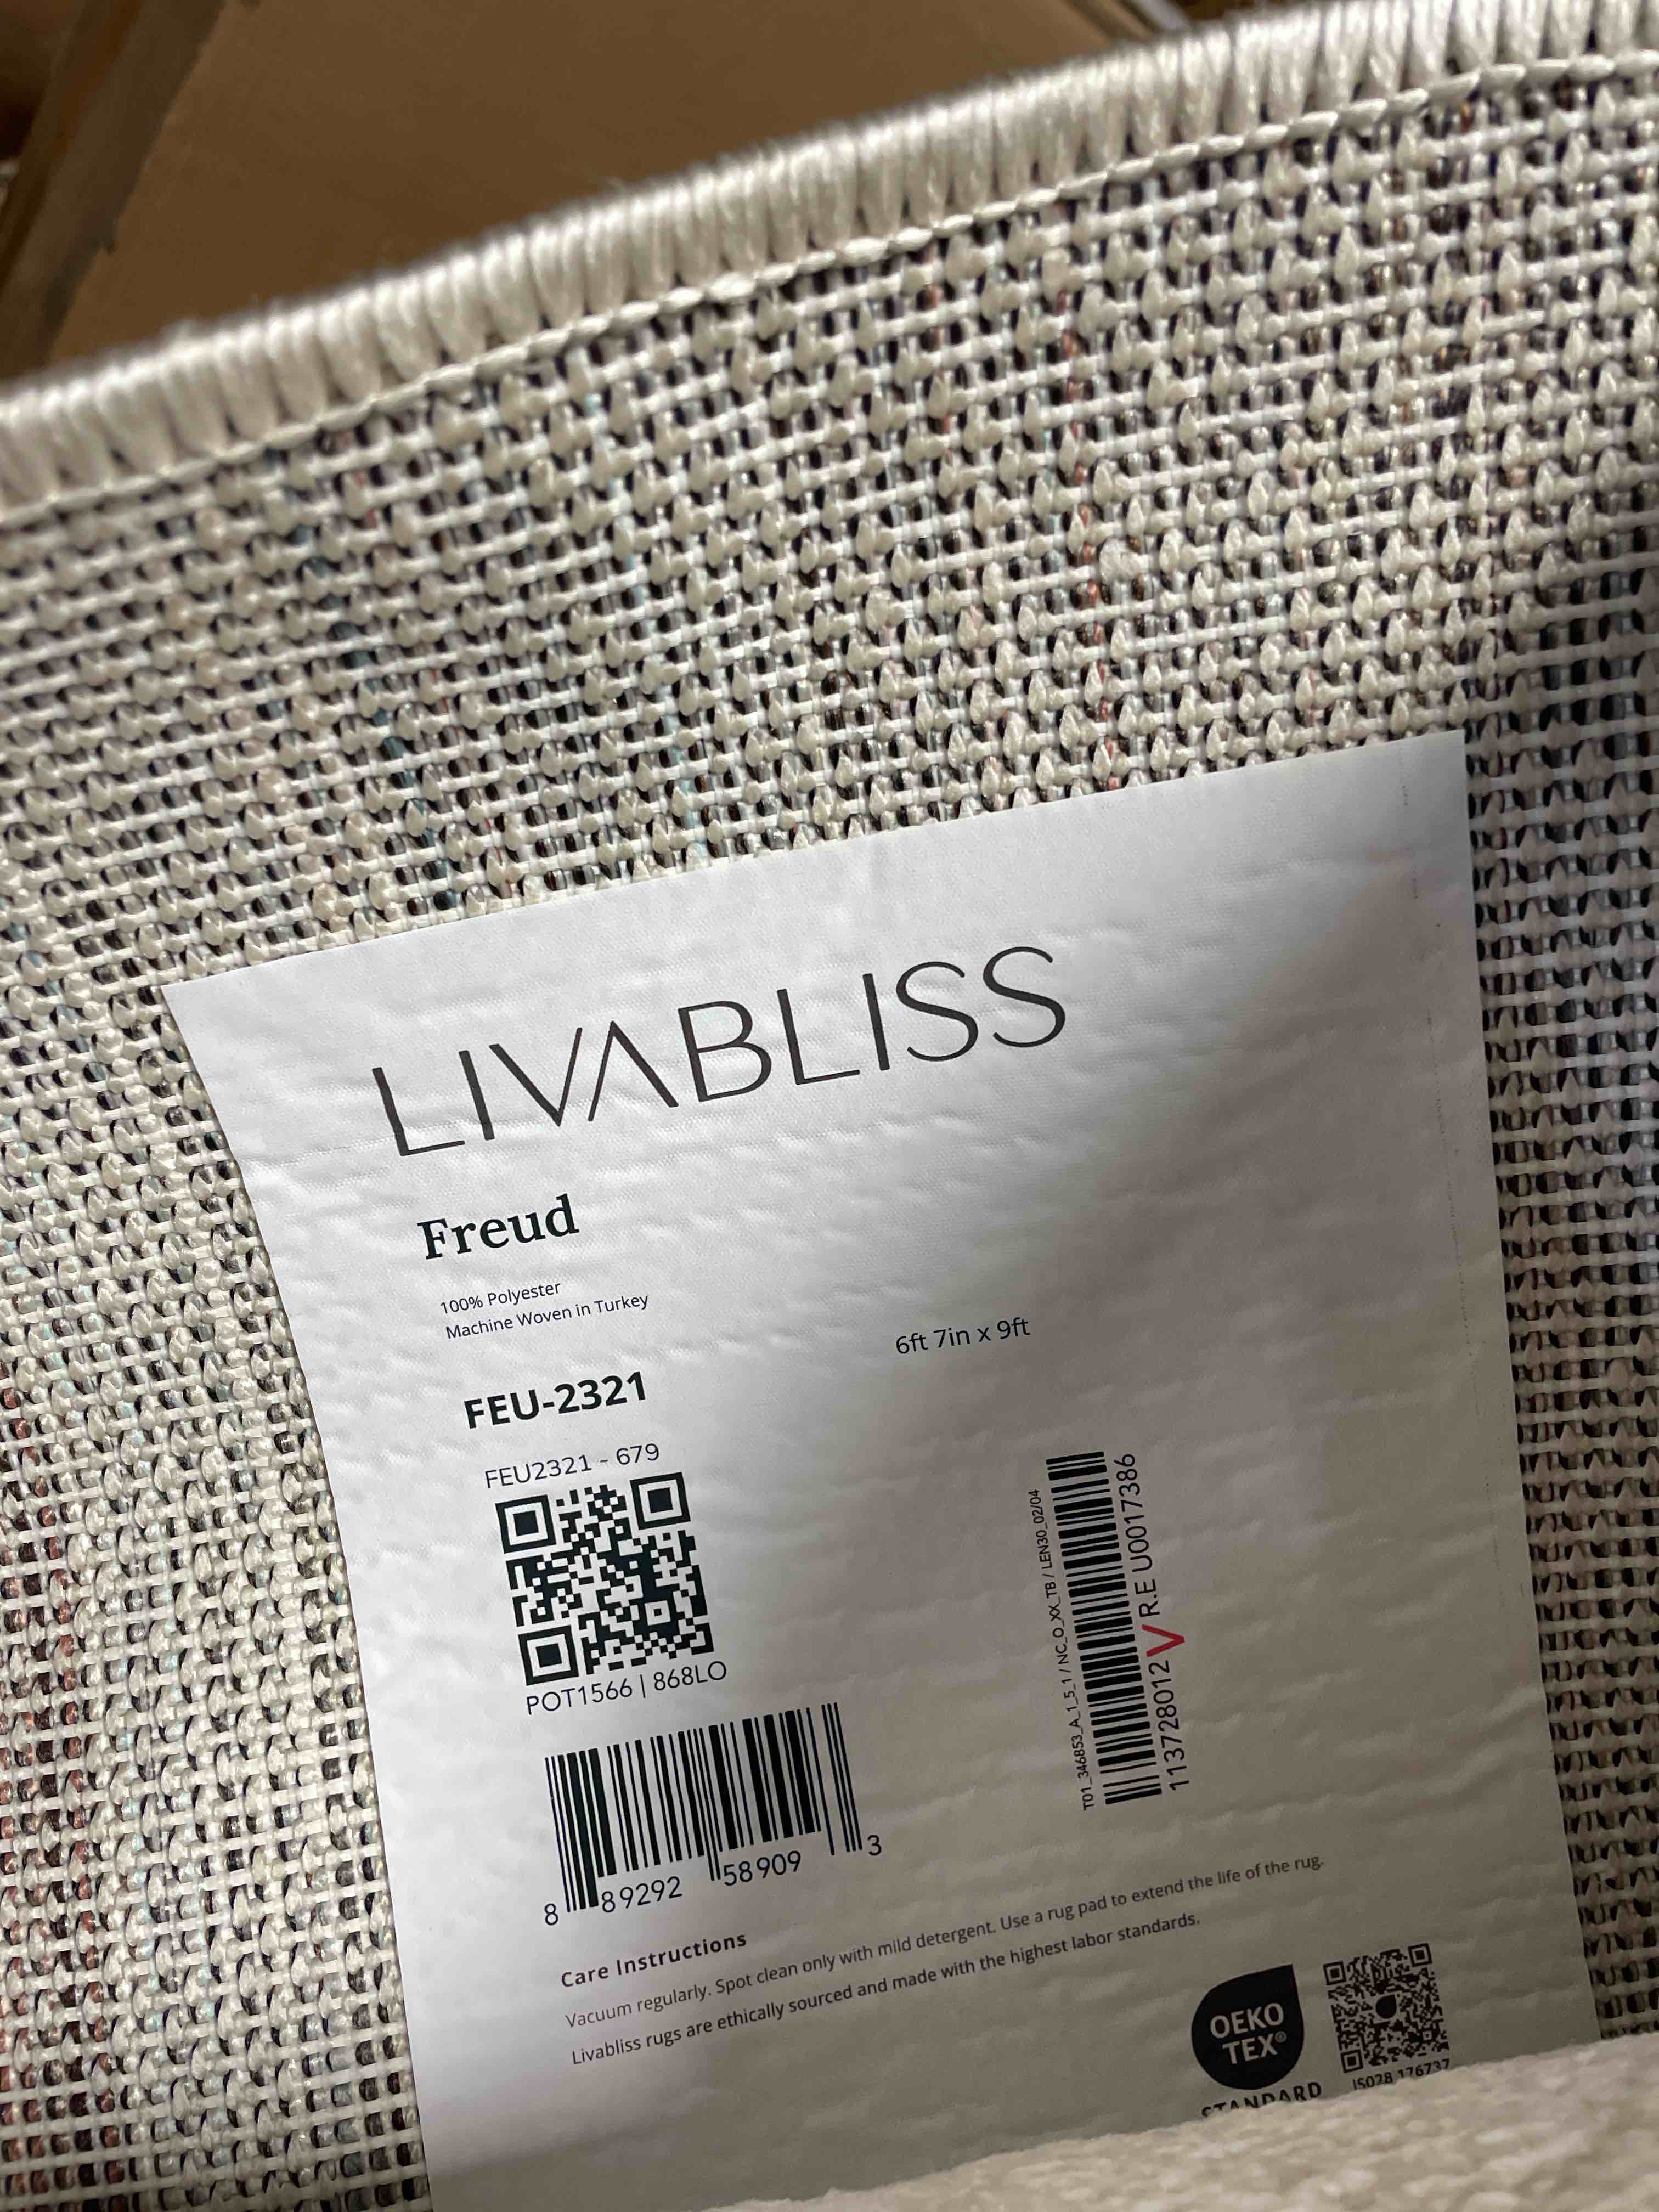 LIVABLISS
Freud
100% Polyester
Machine Woven in Turkey
6ft 7in x 9ft
FEU-2321
FEU2321 - 679
POT1566 | 868LO
8 89292 58909 3
T01_346853_A_1_5_1 / NC_O_XX_TB / LEN30_02/04
113728012 V R.E U0017386
Care Instructions
Vacuum regularly. Spot clean only with mild detergent. Use a rug pad to extend the life of the rug.
Livabliss rugs are ethically sourced and made with the highest labor standards.
OEKO
TEX®
STANDARD
IS028 176737